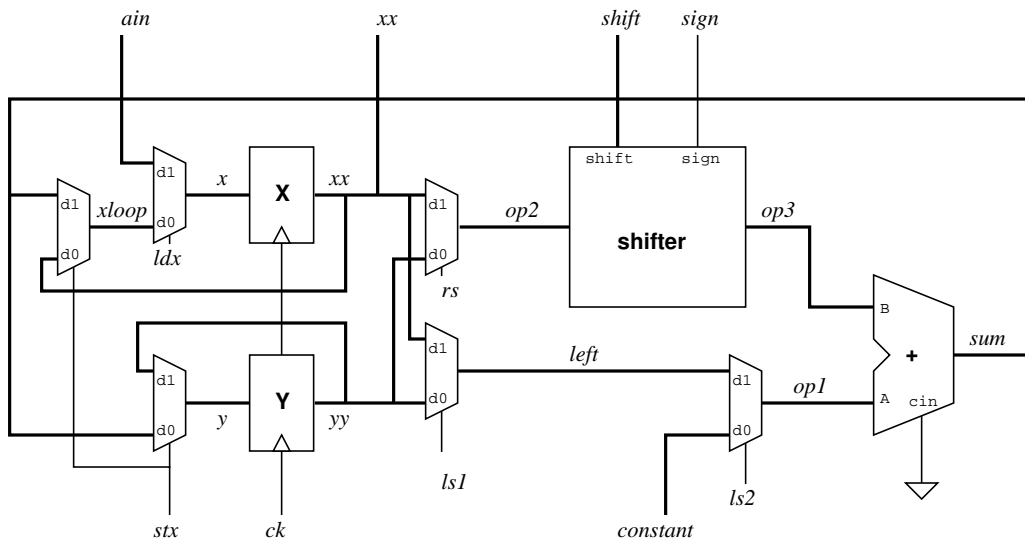 ain xx shift sign
shift sign
d1 x X xx d1 op2 op3
d1 xloop d0 d0 shifter
d0 ldx rs
B
d1 left + sum
d1 d1 op1 A cin
y Y yy d0
d0 d0
ls1 ls2
stx ck constant